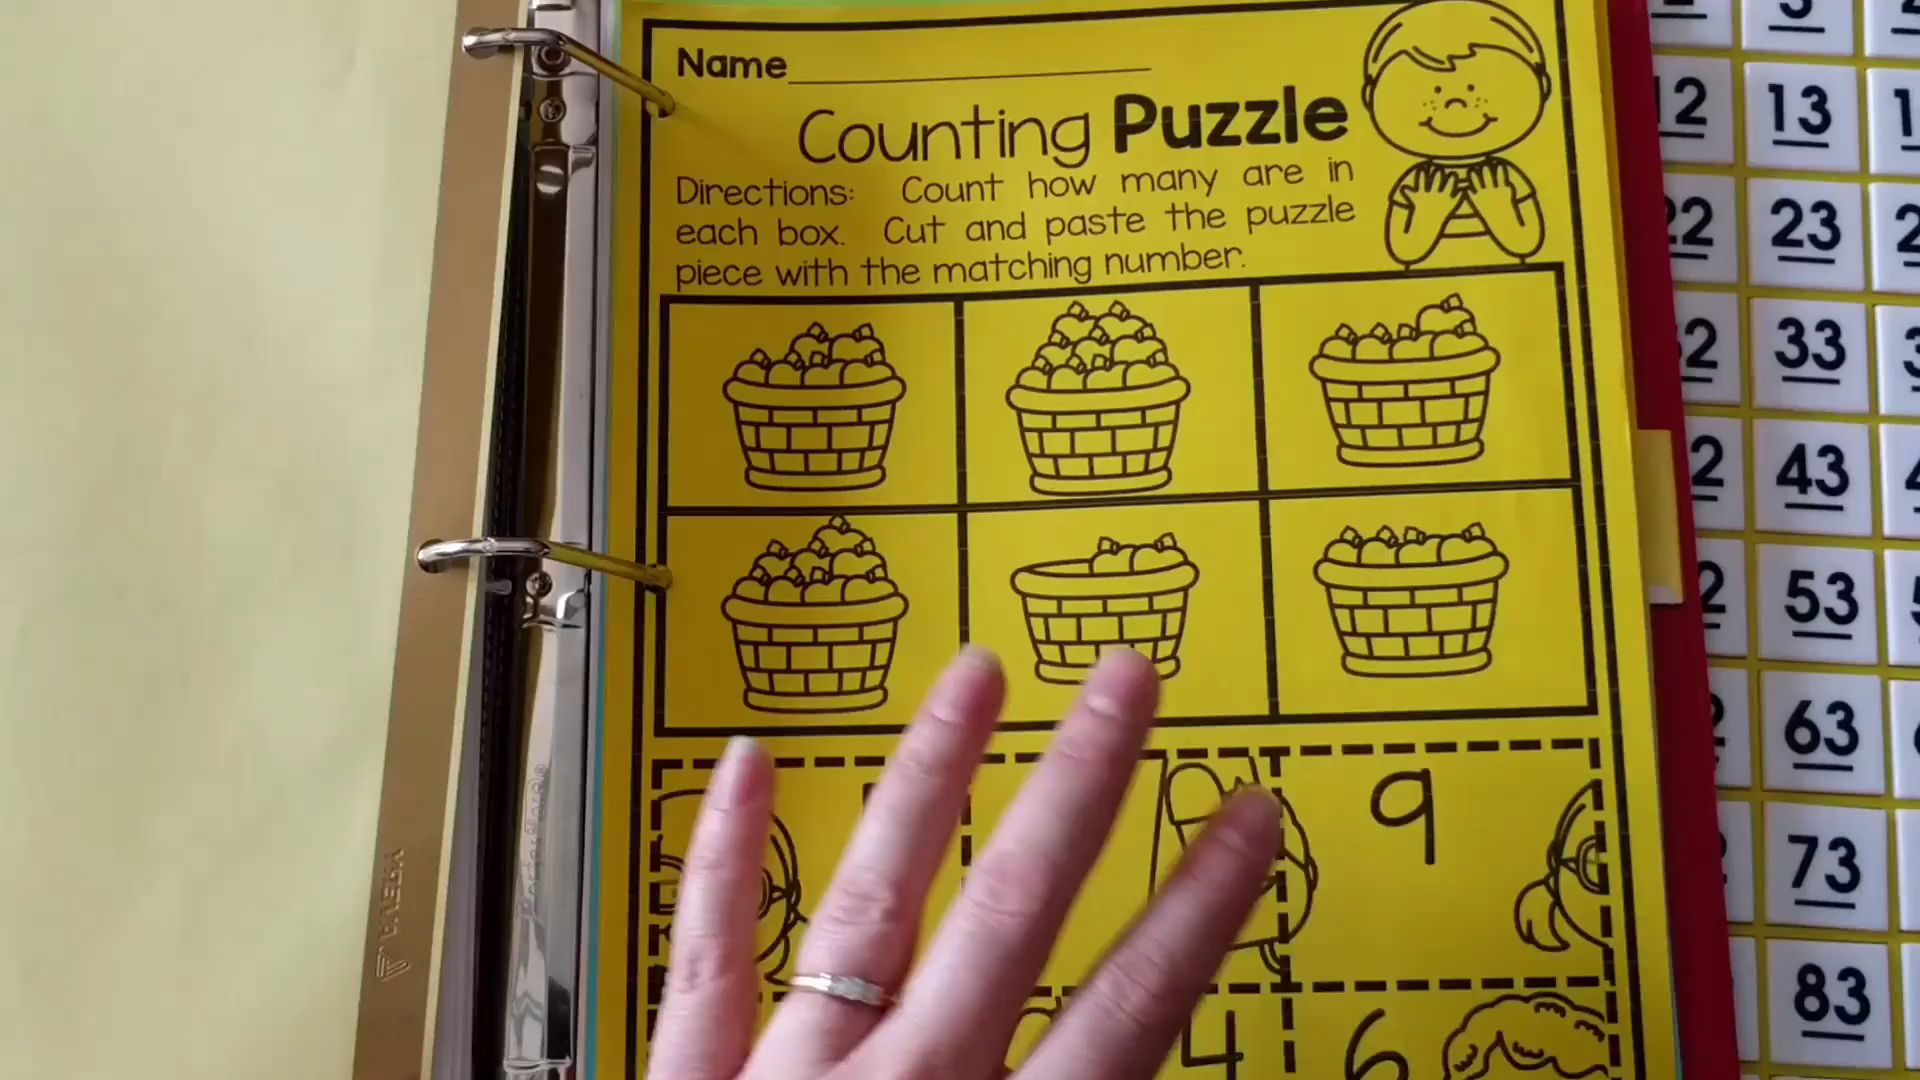 Name
Counting Puzzle
Directions: Count how many are in
each box. Cut and paste the puzzle
piece with the matching number.
9
4
6
12
13
22
23
33
43
53
63
73
83